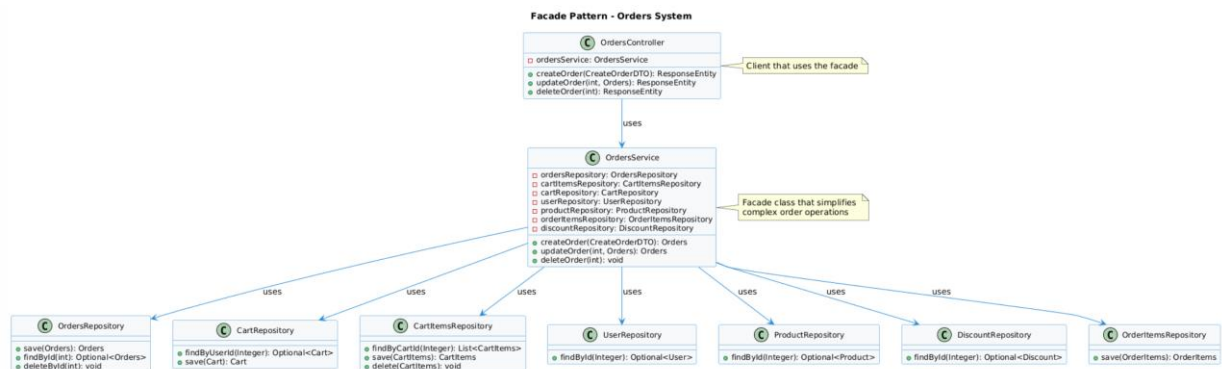 Facade Pattern - Orders System
C OrdersController
ordersService: OrdersService
createOrder(CreateOrderDTO): ResponseEntity
updateOrder(int, Orders): ResponseEntity
deleteOrder(int): ResponseEntity
Client that uses the facade
uses
C OrdersService
ordersRepository: OrdersRepository
cartItemsRepository: CartItemsRepository
cartRepository: CartRepository
userRepository: UserRepository
productRepository: ProductRepository
orderItemsRepository: OrderItemsRepository
discountRepository: DiscountRepository
createOrder(CreateOrderDTO): Orders
updateOrder(int, Orders): Orders
deleteOrder(int): void
Facade class that simplifies
complex order operations
uses
uses
uses
uses
uses
uses
uses
C OrdersRepository
save(Orders): Orders
findById(int): Optional<Orders>
deleteById(int): void
C CartRepository
findByUserId(Integer): Optional<Cart>
save(Cart): Cart
C CartItemsRepository
findByCartId(Integer): List<CartItems>
save(CartItems): CartItems
delete(CartItems): void
C UserRepository
findById(Integer): Optional<User>
C ProductRepository
findById(Integer): Optional<Product>
C DiscountRepository
findById(Integer): Optional<Discount>
C OrderItemsRepository
save(OrderItems): OrderItems